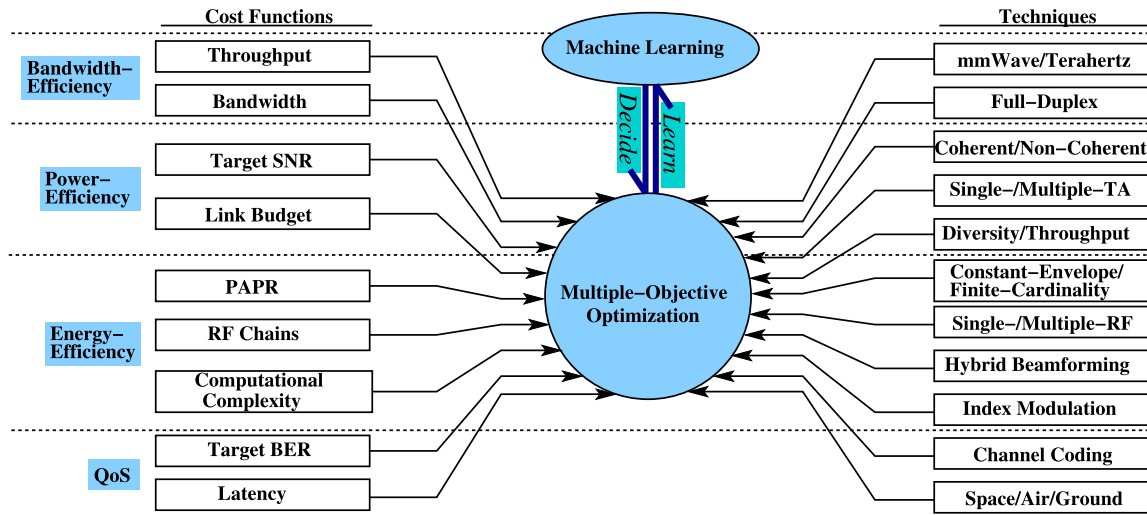 Cost Functions
Techniques
Machine Learning
Bandwidth−
Efficiency
Throughput
Bandwidth
Power−
Efficiency
Target SNR
Link Budget
Energy−
Efficiency
PAPR
RF Chains
Computational
Complexity
QoS
Target BER
Latency
Decide
Learn
Multiple−Objective
Optimization
mmWave/Terahertz
Full−Duplex
Coherent/Non−Coherent
Single−/Multiple−TA
Diversity/Throughput
Constant−Envelope/
Finite−Cardinality
Single−/Multiple−RF
Hybrid Beamforming
Index Modulation
Channel Coding
Space/Air/Ground